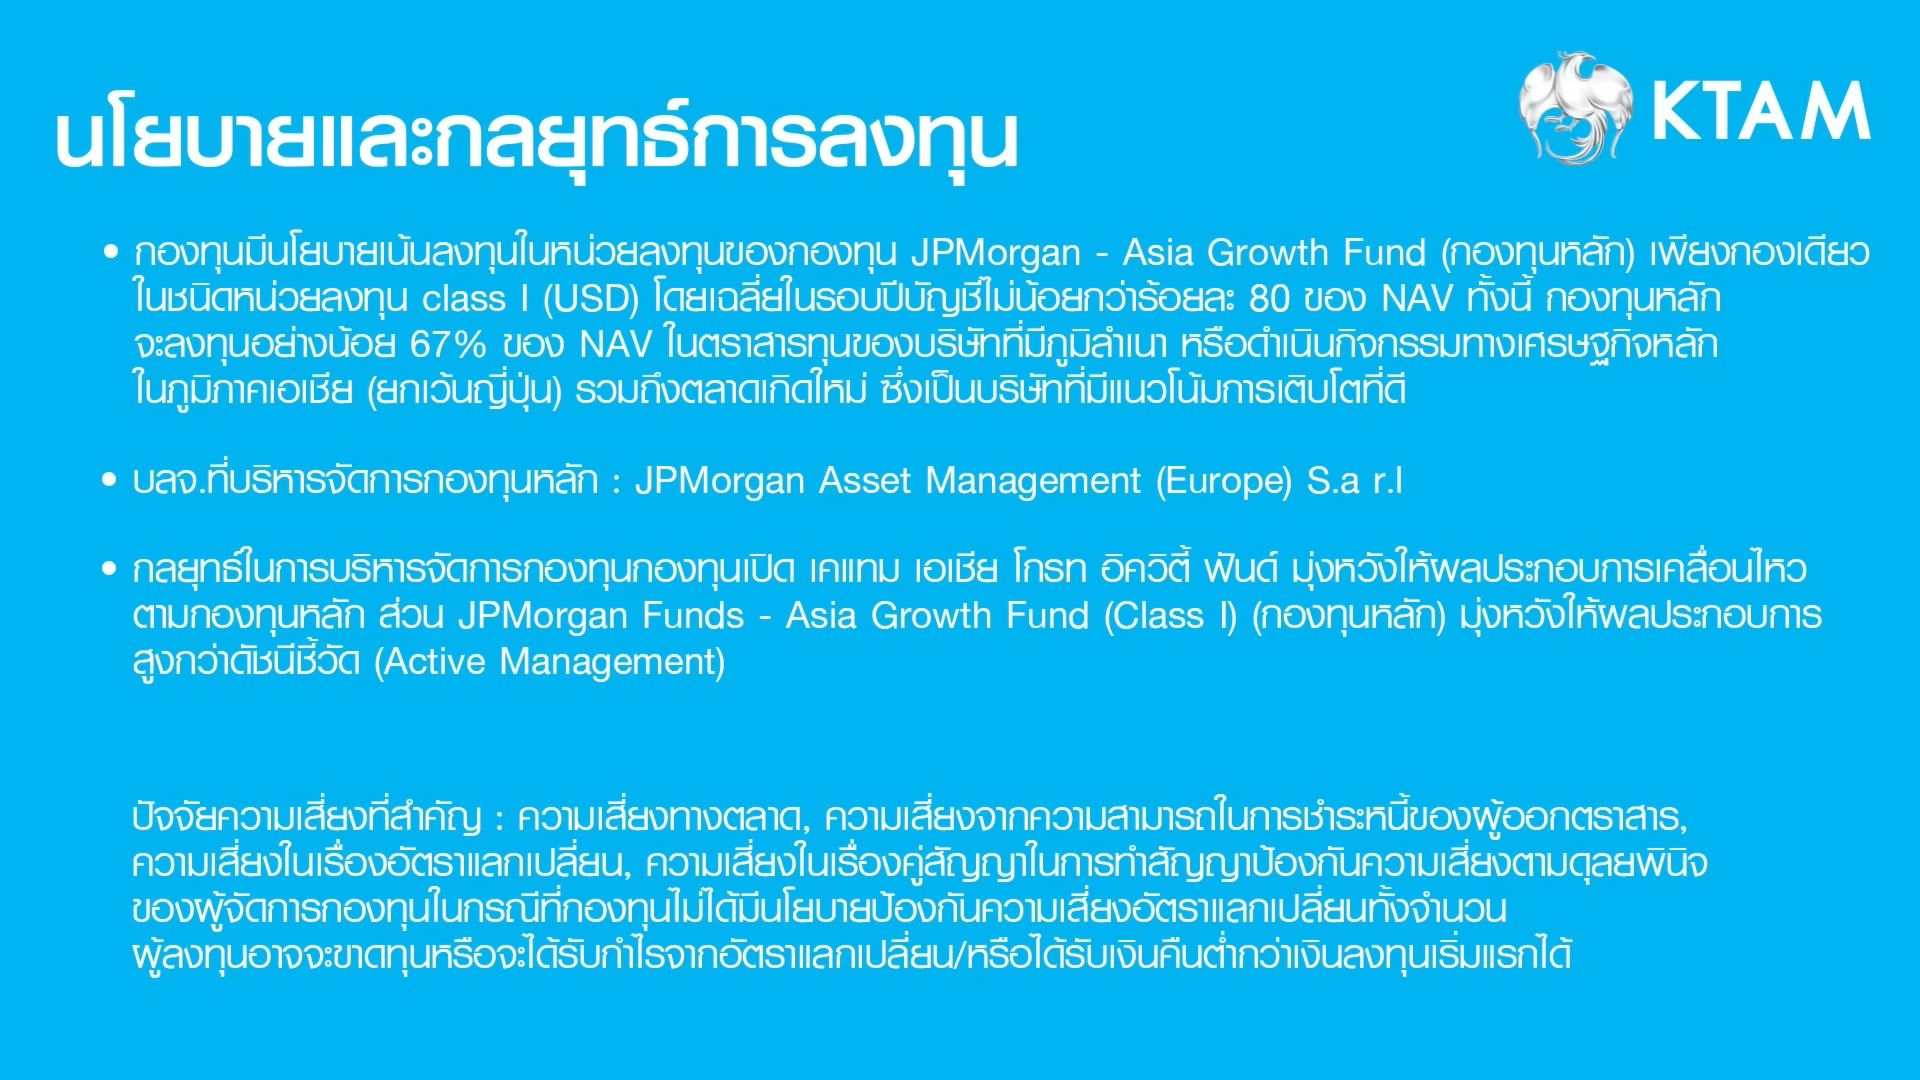 KTAM
นโยบายและกลยุทธ์การลงทุน
• กองทุนมีนโยบายเน้นลงทุนในหน่วยลงทุนของกองทุน JPMorgan - Asia Growth Fund (กองทุนหลัก) เพียงกองเดียว
ในชนิดหน่วยลงทุน class I (USD) โดยเฉลี่ยในรอบปีบัญชีไม่น้อยกว่าร้อยละ 80 ของ NAV ทั้งนี้ กองทุนหลัก
จะลงทุนอย่างน้อย 67% ของ NAV ในตราสารทุนของบริษัทที่มีภูมิลำเนา หรือดำเนินกิจกรรมทางเศรษฐกิจหลัก
ในภูมิภาคเอเชีย (ยกเว้นญี่ปุ่น) รวมถึงตลาดเกิดใหม่ ซึ่งเป็นบริษัทที่มีแนวโน้มการเติบโตที่ดี
• บลจ.ที่บริหารจัดการกองทุนหลัก : JPMorgan Asset Management (Europe) S.a r.l
• กลยุทธ์ในการบริหารจัดการกองทุนกองทุนเปิด เคแทม เอเชีย โกรท อิควิตี้ ฟันด์ มุ่งหวังให้ผลประกอบการเคลื่อนไหว
ตามกองทุนหลัก ส่วน JPMorgan Funds - Asia Growth Fund (Class I) (กองทุนหลัก) มุ่งหวังให้ผลประกอบการ
สูงกว่าดัชนีชี้วัด (Active Management)
ปัจจัยความเสี่ยงที่สำคัญ : ความเสี่ยงทางตลาด, ความเสี่ยงจากความสามารถในการชำระหนี้ของผู้ออกตราสาร,
ความเสี่ยงในเรื่องอัตราแลกเปลี่ยน, ความเสี่ยงในเรื่องคู่สัญญาในการทำสัญญาป้องกันความเสี่ยงตามดุลยพินิจ
ของผู้จัดการกองทุนในกรณีที่กองทุนไม่ได้มีนโยบายป้องกันความเสี่ยงอัตราแลกเปลี่ยนทั้งจำนวน
ผู้ลงทุนอาจจะขาดทุนหรือจะได้รับกำไรจากอัตราแลกเปลี่ยน/หรือได้รับเงินคืนต่ำกว่าเงินลงทุนเริ่มแรกได้